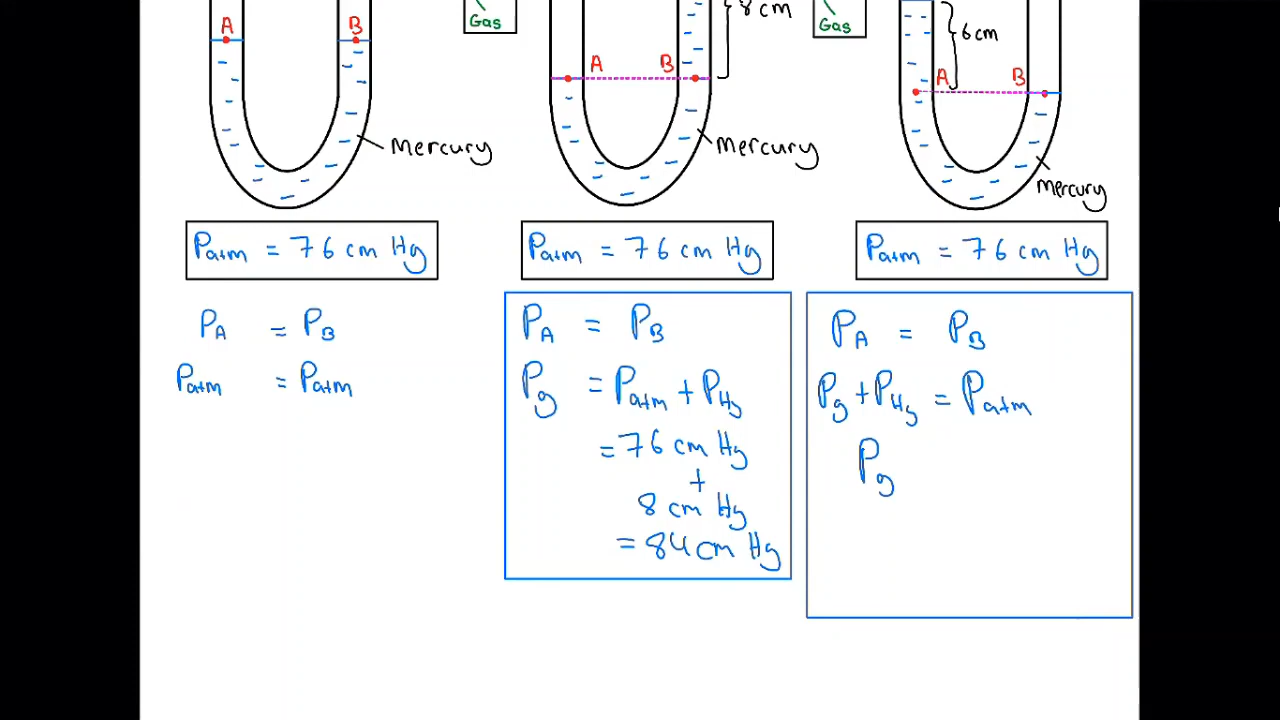 A B
Gas
8 cm
Gas
6 cm
A B
A B
Mercury
Mercury
Mercury
Patm = 76 cm Hg
Patm = 76 cm Hg
Patm = 76 cm Hg
PA = PB
Patm = Patm
PA = PB
Pg = Patm + PHg
= 76 cm Hg
+
8 cm Hg
= 84 cm Hg
PA = PB
Pg + PHg = Patm
Pg